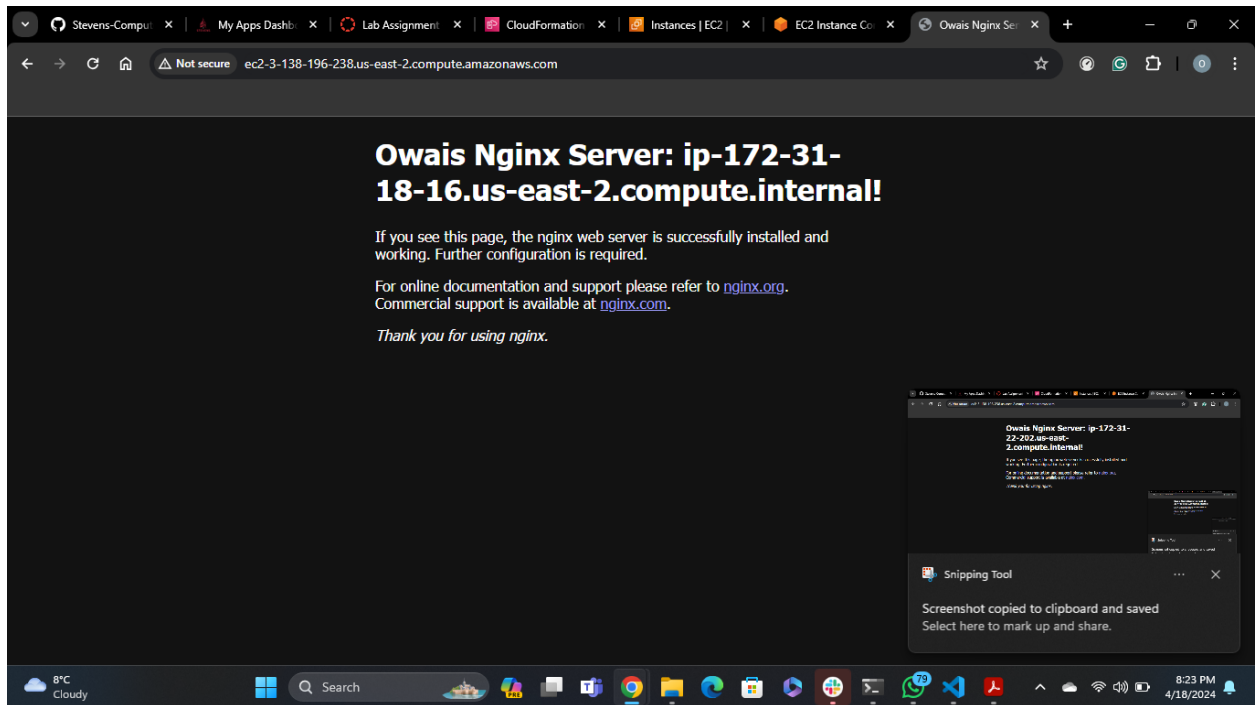 Stevens-Comput
My Apps Dashb
Lab Assignment
CloudFormation
Instances | EC2 |
EC2 Instance Co
Owais Nginx Ser
Not secure
ec2-3-138-196-238.us-east-2.compute.amazonaws.com
O
Owais Nginx Server: ip-172-31-
18-16.us-east-2.compute.internal!
If you see this page, the nginx web server is successfully installed and
working. Further configuration is required.
For online documentation and support please refer to nginx.org.
Commercial support is available at nginx.com.
Thank you for using nginx.
Owais Nginx Server: ip-172-31-
22-202.us-east-
2.compute.internal!
Snipping Tool
Screenshot copied to clipboard and saved
Select here to mark up and share.
8°C
Cloudy
Search
PRE
79
8:23 PM
4/18/2024